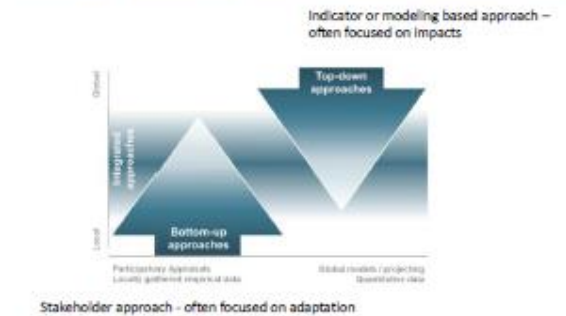 Indicator or modeling based approach –
often focused on impacts
Top-down
approaches
Global
Integrated
approaches
Local
Bottom-up
approaches
Participatory Appraisals
Locally gathered empirical data
Global models / projecting
Quantitative data
Stakeholder approach - often focused on adaptation